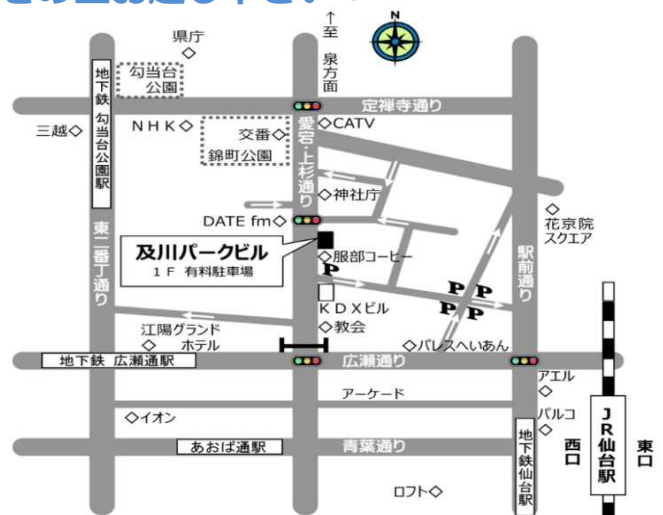 N
↑至 泉方面
県庁
勾当台
公園
地下鉄 勾当台公園駅
定禅寺通り
三越
NHK
交番
錦町公園
愛宕・上杉通り
CATV
神社庁
DATE fm
花京院
スクエア
東二番丁通り
及川パークビル
1F 有料駐車場
服部コーヒー
駅前通り
P
P
P
P
P
KDXビル
教会
江陽グランド
ホテル
パレスへいあん
地下鉄 広瀬通駅
広瀬通り
アエル
アーケード
パルコ
イオン
あおば通駅
青葉通り
地下鉄仙台駅
西口
JR仙台駅
東口
ロフト